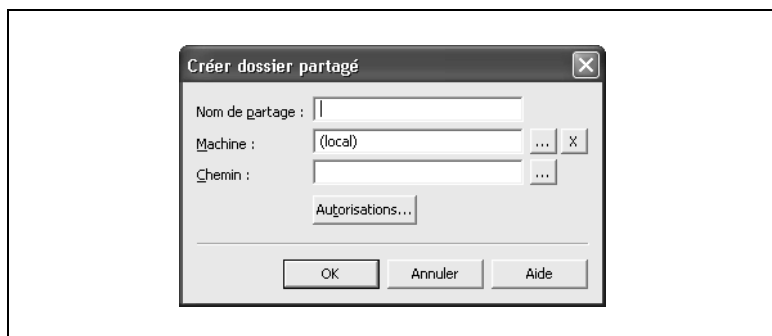 Créer dossier partagé
Nom de partage :
Machine : (local) ... X
Chemin : ...
Autorisations...
OK Annuler Aide